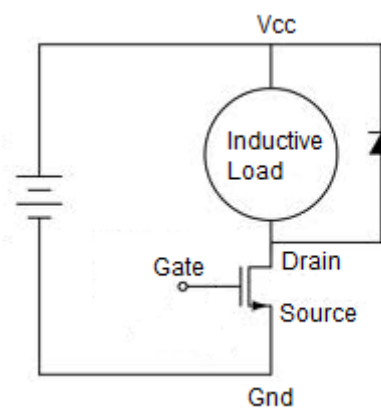 Vcc
Inductive
Load
Gate
Drain
Source
Gnd